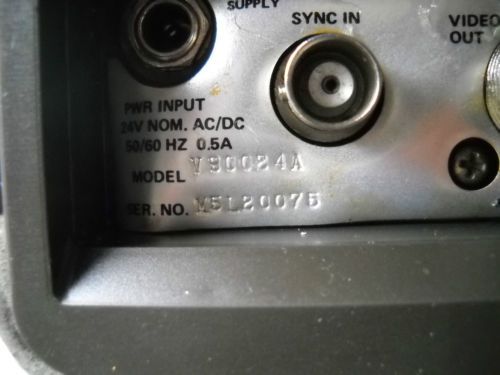 SUPPLY
SYNC IN
VIDEO
OUT
PWR INPUT
24V NOM. AC/DC
50/60 HZ 0.5A
MODEL VS0024A
SER. NO. M5L20075